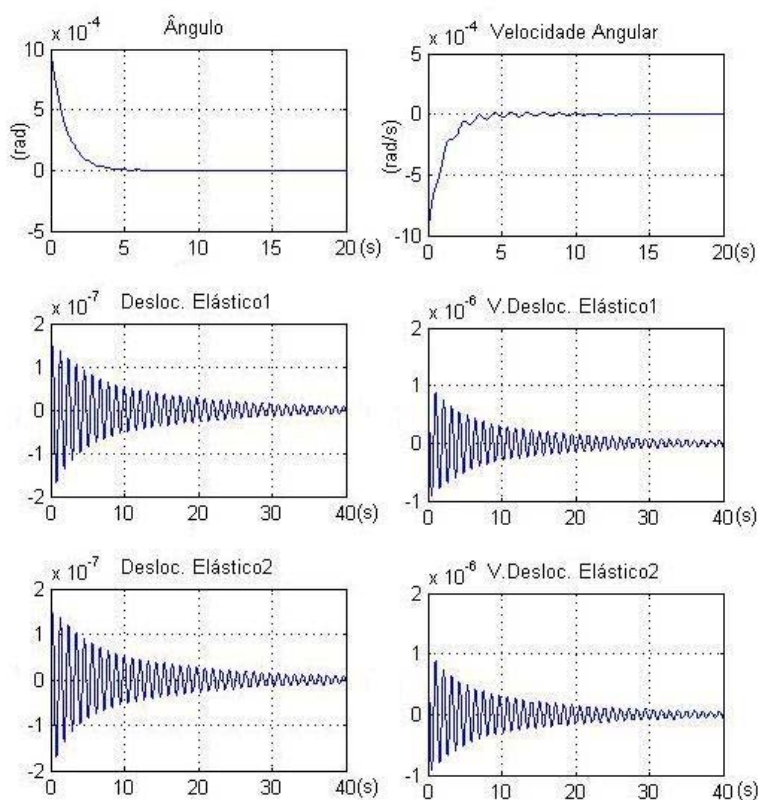 x 10-4
Ângulo
10
5
0
-5
(rad)
0
5
10
15
20(s)
x 10-4
Velocidade Angular
5
0
-5
-10
(rad/s)
0
5
10
15
20(s)
x 10-7
Desloc. Elástico1
2
1
0
-1
-2
0
10
20
30
40(s)
x 10-6
V.Desloc. Elástico1
2
1
0
-1
0
10
20
30
40(s)
x 10-7
Desloc. Elástico2
2
1
0
-1
-2
0
10
20
30
40(s)
x 10-6
V.Desloc. Elástico2
2
1
0
-1
0
10
20
30
40(s)